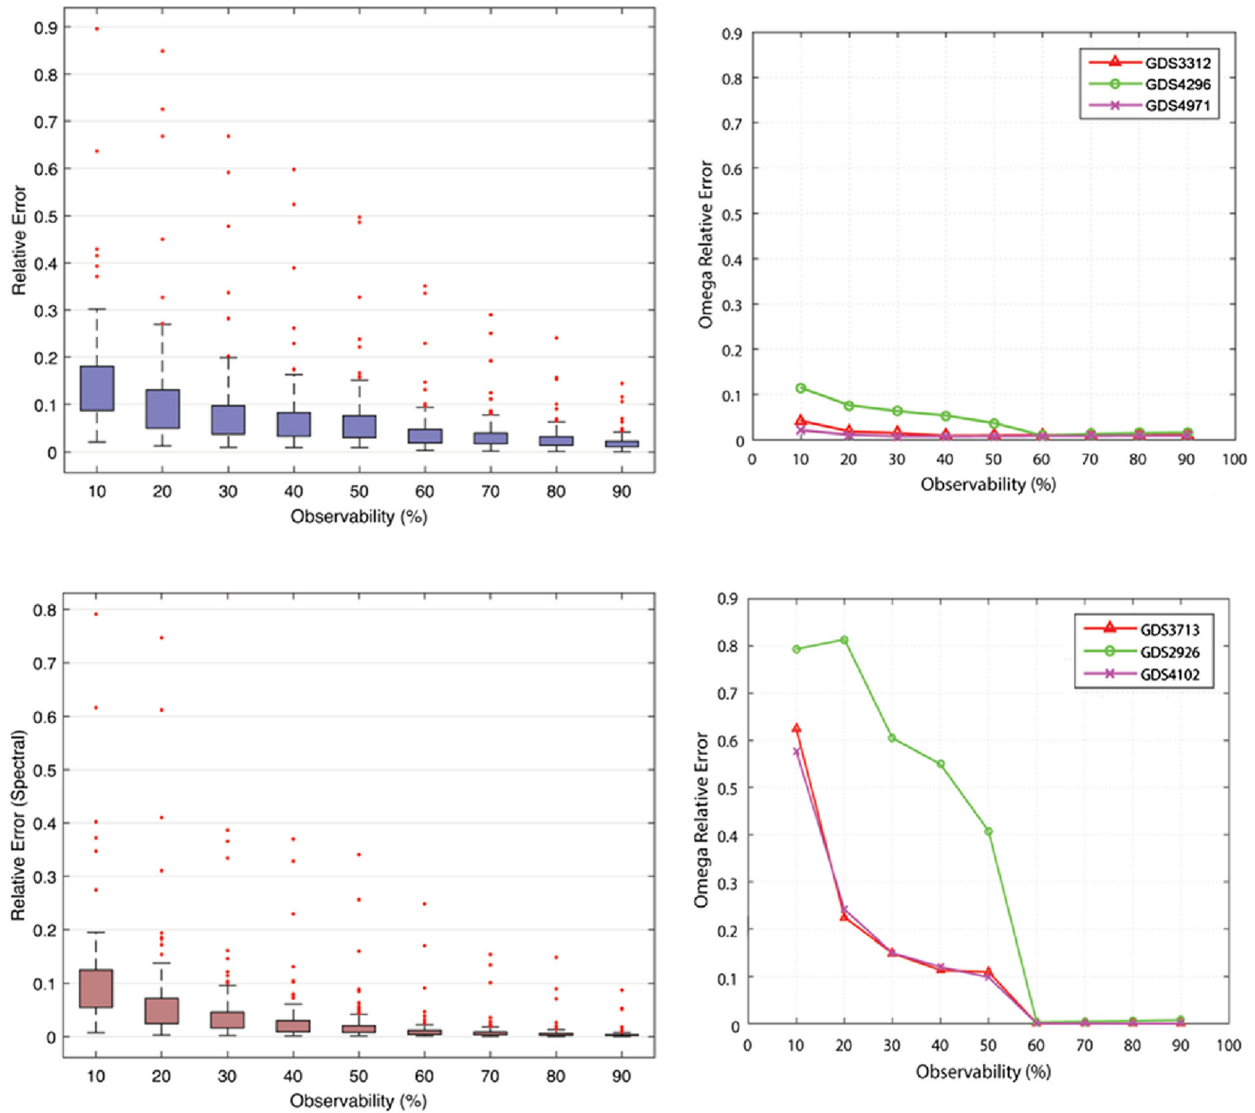 Relative Error
0.9
0.8
0.7
0.6
0.5
0.4
0.3
0.2
0.1
0
10 20 30 40 50 60 70 80 90
Observability (%)
Omega Relative Error
0.9
0.8
0.7
0.6
0.5
0.4
0.3
0.2
0.1
0
0 10 20 30 40 50 60 70 80 90 100
Observability (%)
GDS3312
GDS4296
GDS4971
Relative Error (Spectral)
0.8
0.7
0.6
0.5
0.4
0.3
0.2
0.1
0
10 20 30 40 50 60 70 80 90
Observability (%)
Omega Relative Error
0.9
0.8
0.7
0.6
0.5
0.4
0.3
0.2
0.1
0
0 10 20 30 40 50 60 70 80 90 100
Observability (%)
GDS3713
GDS2926
GDS4102